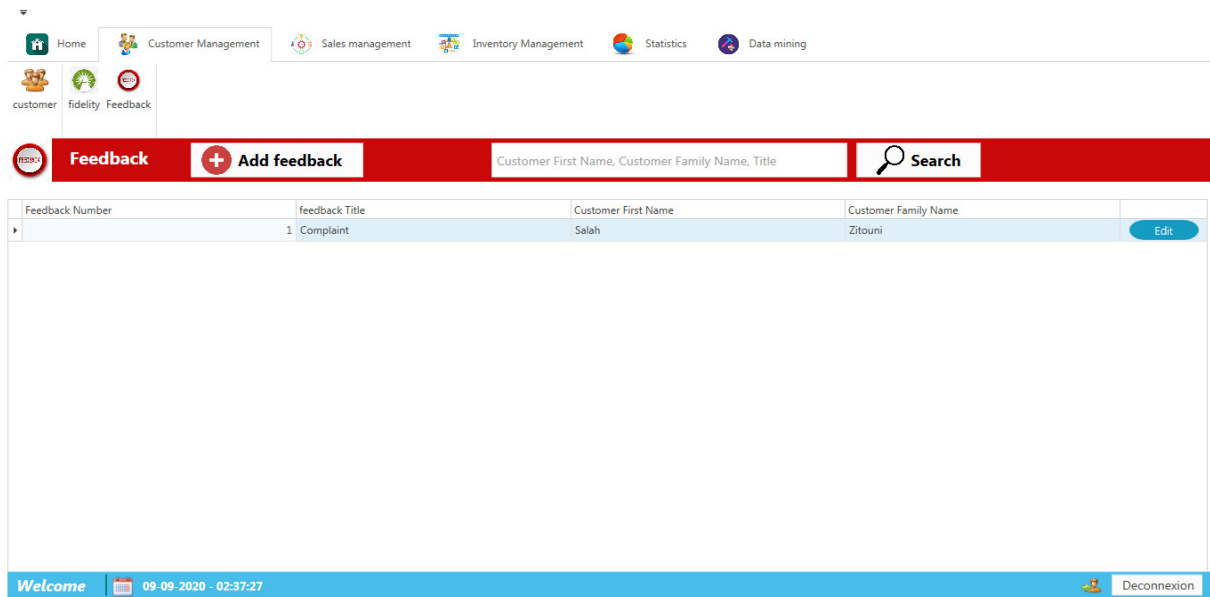 Home Customer Management Sales management Inventory Management Statistics Data mining
customer fidelity Feedback
Feedback Add feedback Customer First Name, Customer Family Name, Title Search
Feedback Number feedback Title Customer First Name Customer Family Name
1 Complaint Salah Zitouni Edit
Welcome 09-09-2020 - 02:37:27 Deconnexion